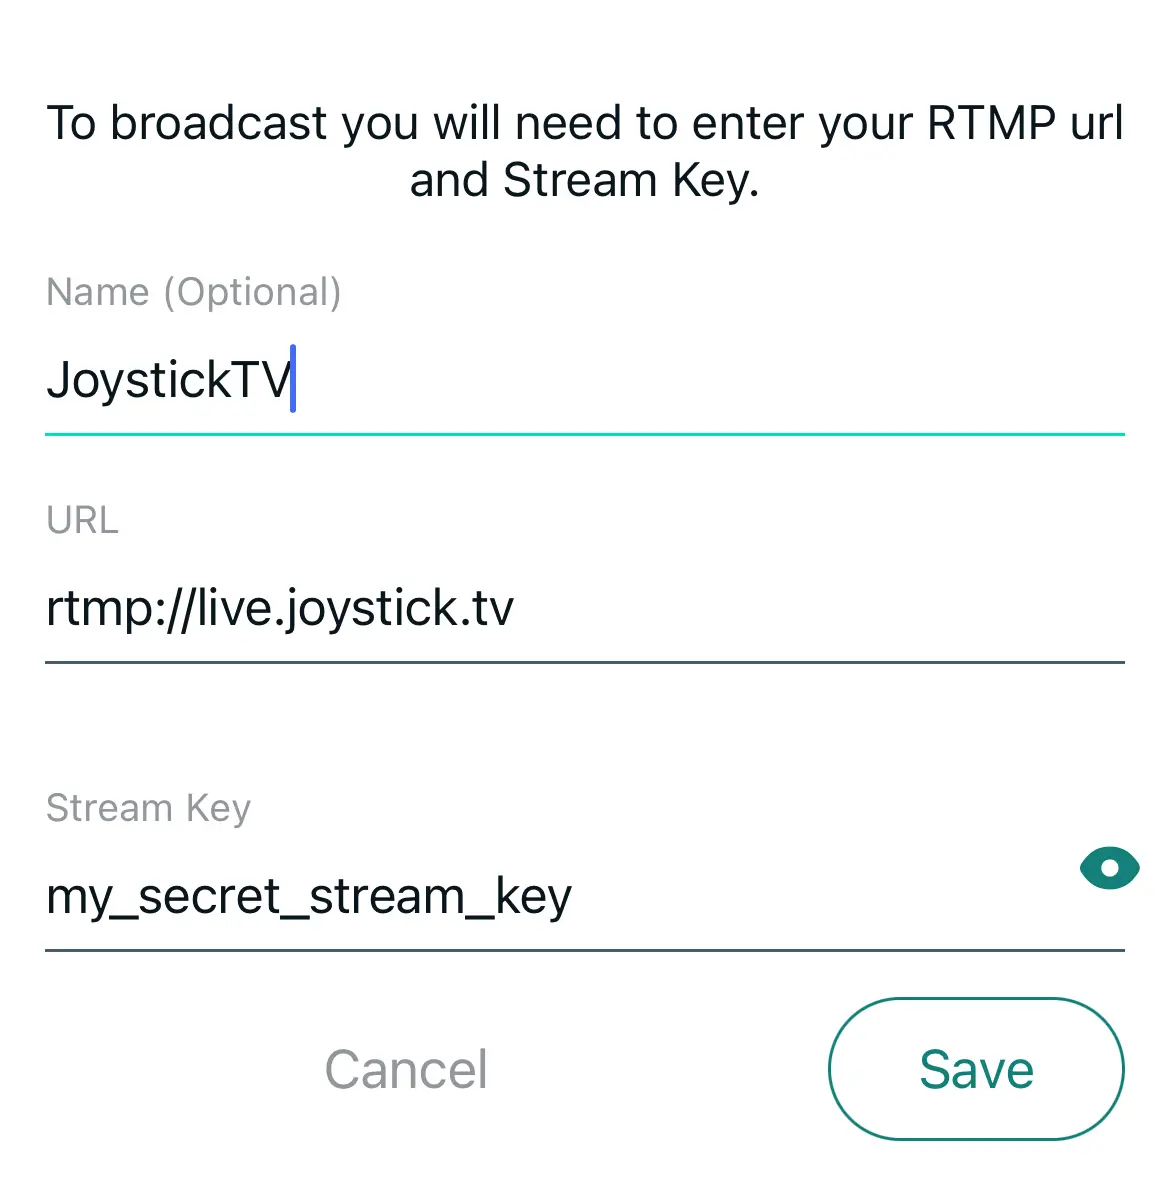 To broadcast you will need to enter your RTMP url
and Stream Key.
Name (Optional)
JoystickTV
URL
rtmp://live.joystick.tv
Stream Key
my_secret_stream_key
Cancel
Save